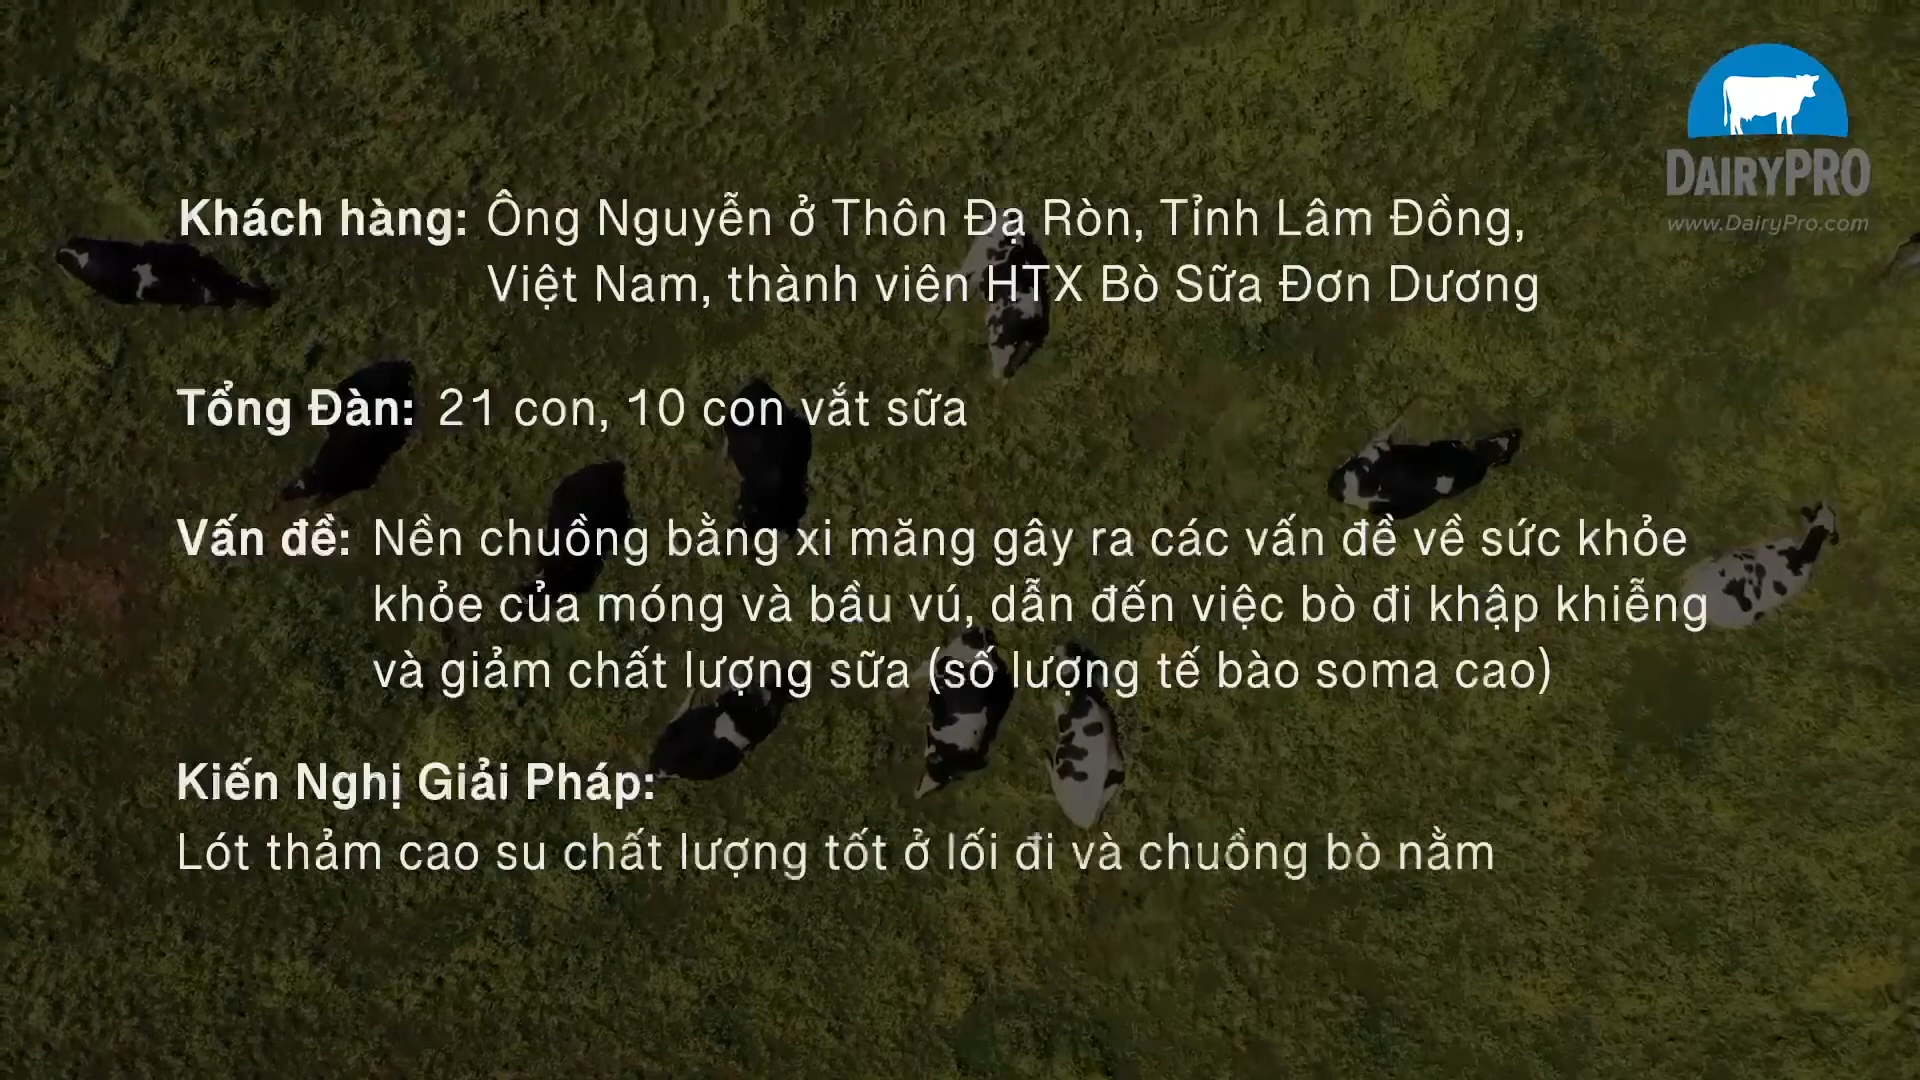 DAIRYPRO
www.DairyPro.com
Khách hàng: Ông Nguyễn ở Thôn Đạ Ròn, Tỉnh Lâm Đồng,
Việt Nam, thành viên HTX Bò Sữa Đơn Dương
Tổng Đàn: 21 con, 10 con vắt sữa
Vấn đề: Nền chuồng bằng xi măng gây ra các vấn đề về sức khỏe
khỏe của móng và bầu vú, dẫn đến việc bò đi khập khiễng
và giảm chất lượng sữa (số lượng tế bào soma cao)
Kiến Nghị Giải Pháp:
Lót thảm cao su chất lượng tốt ở lối đi và chuồng bò nằm